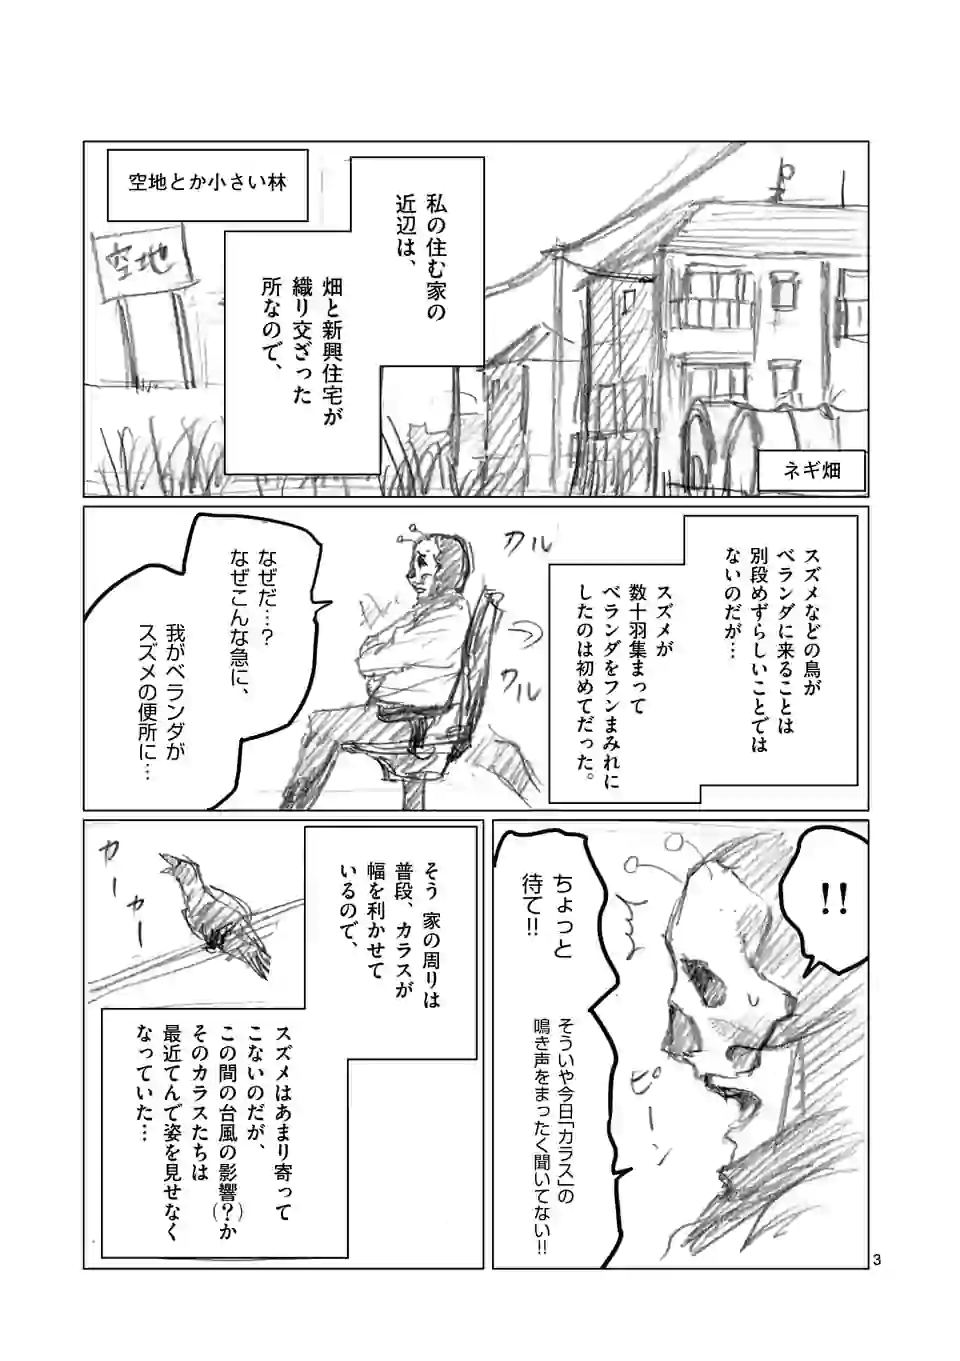 私の住む家の
近辺は、
畑と新興住宅が
織り交ざった
所なので、
空地とか小さい林
空地
ネギ畑
スズメなどの鳥が
ベランダに来ることは
別段めずらしいことでは
ないのだが…
スズメが
数十羽集まって
ベランダをフンまみれに
したのは初めてだった。
クルクル
なぜだ…?
なぜこんな急に、
我がベランダが
スズメの便所に…
!!
ピーン
ちょっと
待て!!
そういや今日「カラス」の
鳴き声をまったく聞いてない!!
そう 家の周りは
普段、カラスが
幅を利かせて
いるので、
カーカー
スズメはあまり寄って
こないのだが、
この間の台風の影響(?)か
そのカラスたちは
最近てんで姿を見せなく
なっていた…
3